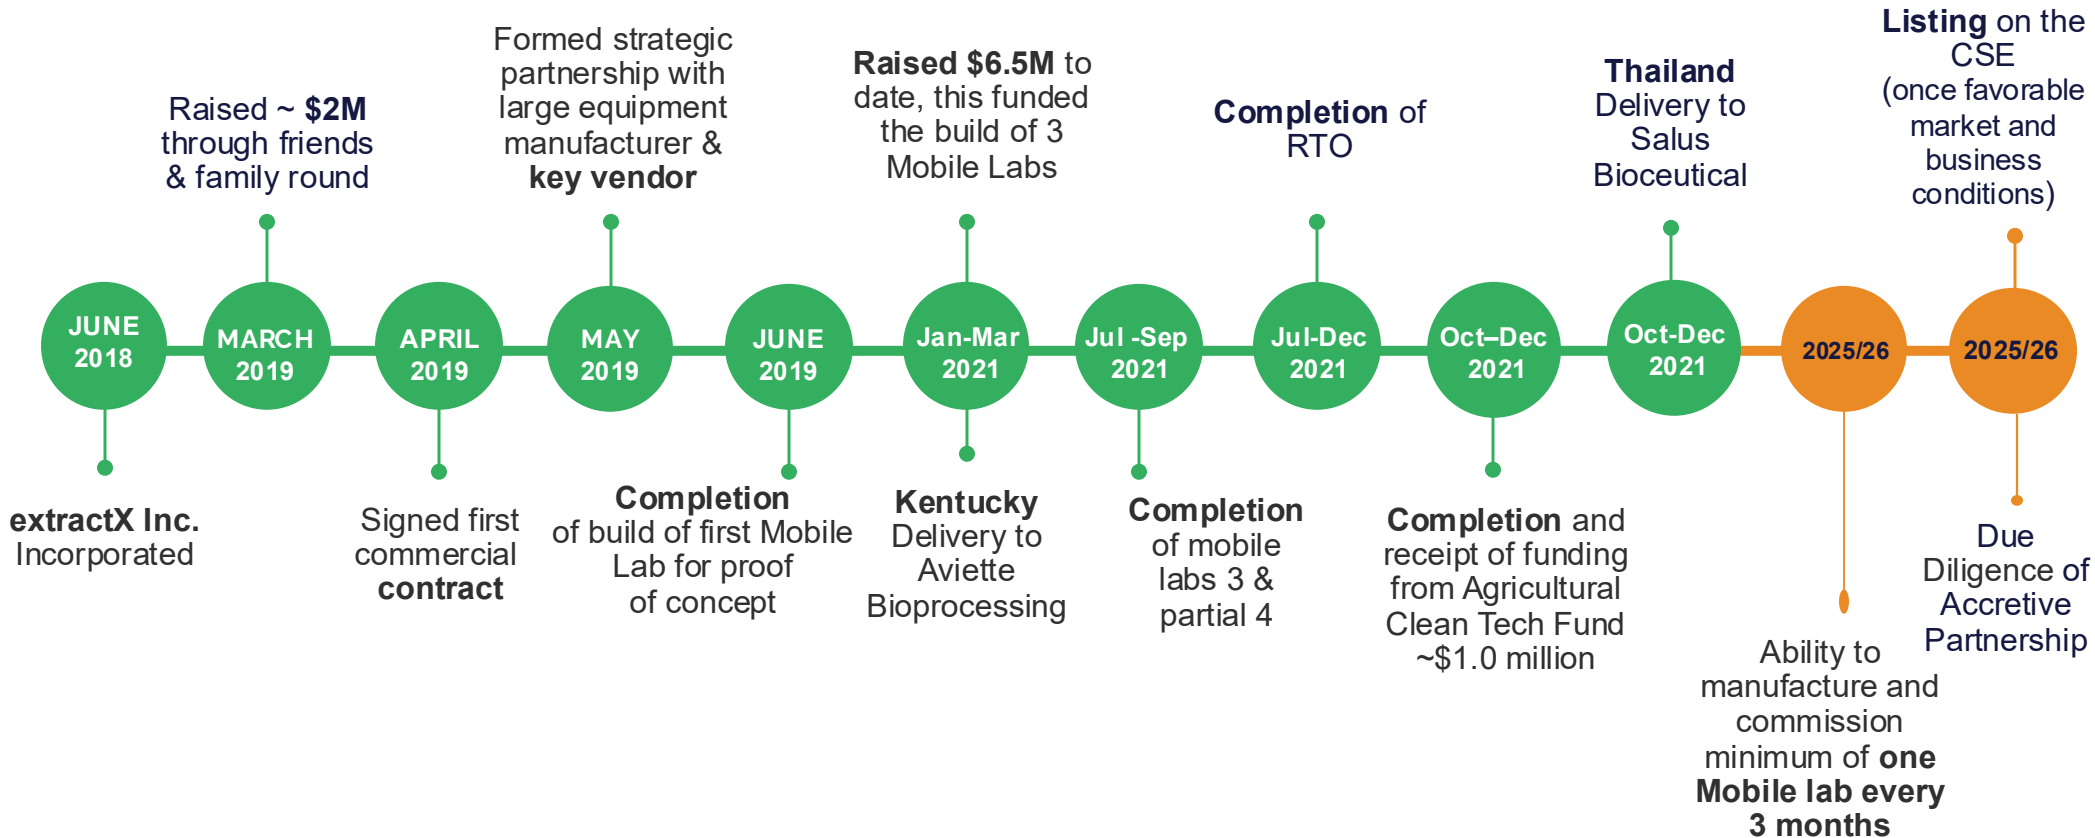 JUNE
2018
extractX Inc.
Incorporated
Raised ~ $2M
through friends
& family round
MARCH
2019
APRIL
2019
Signed first
commercial
contract
Formed strategic
partnership with
large equipment
manufacturer &
key vendor
MAY
2019
JUNE
2019
Completion
of build of first Mobile
Lab for proof
of concept
Raised $6.5M to
date, this funded
the build of 3
Mobile Labs
Jan-Mar
2021
Kentucky
Delivery to
Aviette
Bioprocessing
Jul -Sep
2021
Completion
of mobile
labs 3 &
partial 4
Completion of
RTO
Jul-Dec
2021
Oct–Dec
2021
Completion and
receipt of funding
from Agricultural
Clean Tech Fund
~$1.0 million
Thailand
Delivery to
Salus
Bioceutical
Oct-Dec
2021
2025/26
Ability to
manufacture and
commission
minimum of one
Mobile lab every
3 months
Listing on the
CSE
(once favorable
market and
business
conditions)
2025/26
Due
Diligence of
Accretive
Partnership